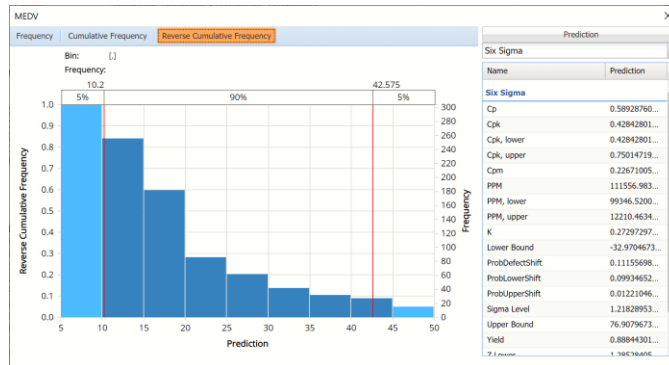 MEDV
Frequency Cumulative Frequency Reverse Cumulative Frequency
Bin: [,]
Frequency:
10.2 42.575
5% 90% 5%
Reverse Cumulative Frequency
1.0
0.9
0.8
0.7
0.6
0.5
0.4
0.3
0.2
0.1
0.0
300
280
260
240
220
200
180
160
140
120
100
80
60
40
20
0
Frequency
5 10 15 20 25 30 35 40 45 50
Prediction
Prediction
Six Sigma
Name Prediction
Six Sigma
Cp 0.58928760...
Cpk 0.42842801...
Cpk, lower 0.42842801...
Cpk, upper 0.75014719...
Cpm 0.22671005...
PPM 111556.983...
PPM, lower 99346.5200...
PPM, upper 12210.4634...
K 0.27297297...
Lower Bound -32.9704673...
ProbDefectShift 0.11155698...
ProbLowerShift 0.09934652...
ProbUpperShift 0.01221046...
Sigma Level 1.21828953...
Upper Bound 76.9079673...
Yield 0.88844301...
Z Lower 1.28528405...